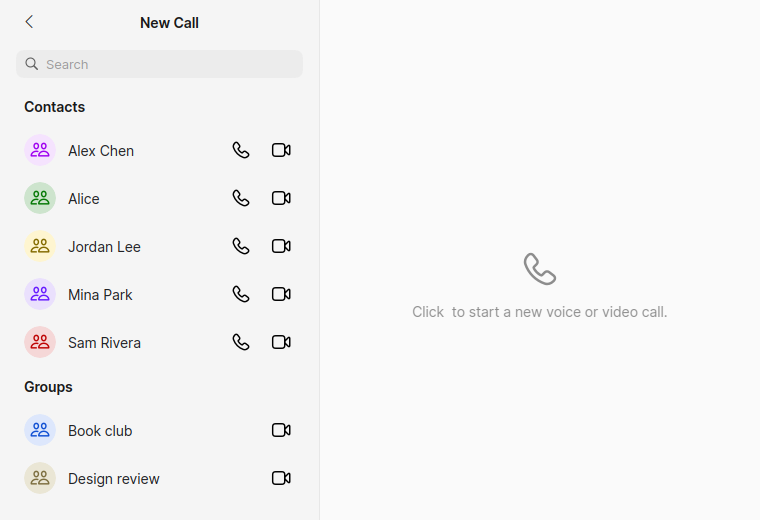 New Call
Search
Contacts
Alex Chen
Alice
Jordan Lee
Mina Park
Sam Rivera
Groups
Book club
Design review
Click  to start a new voice or video call.